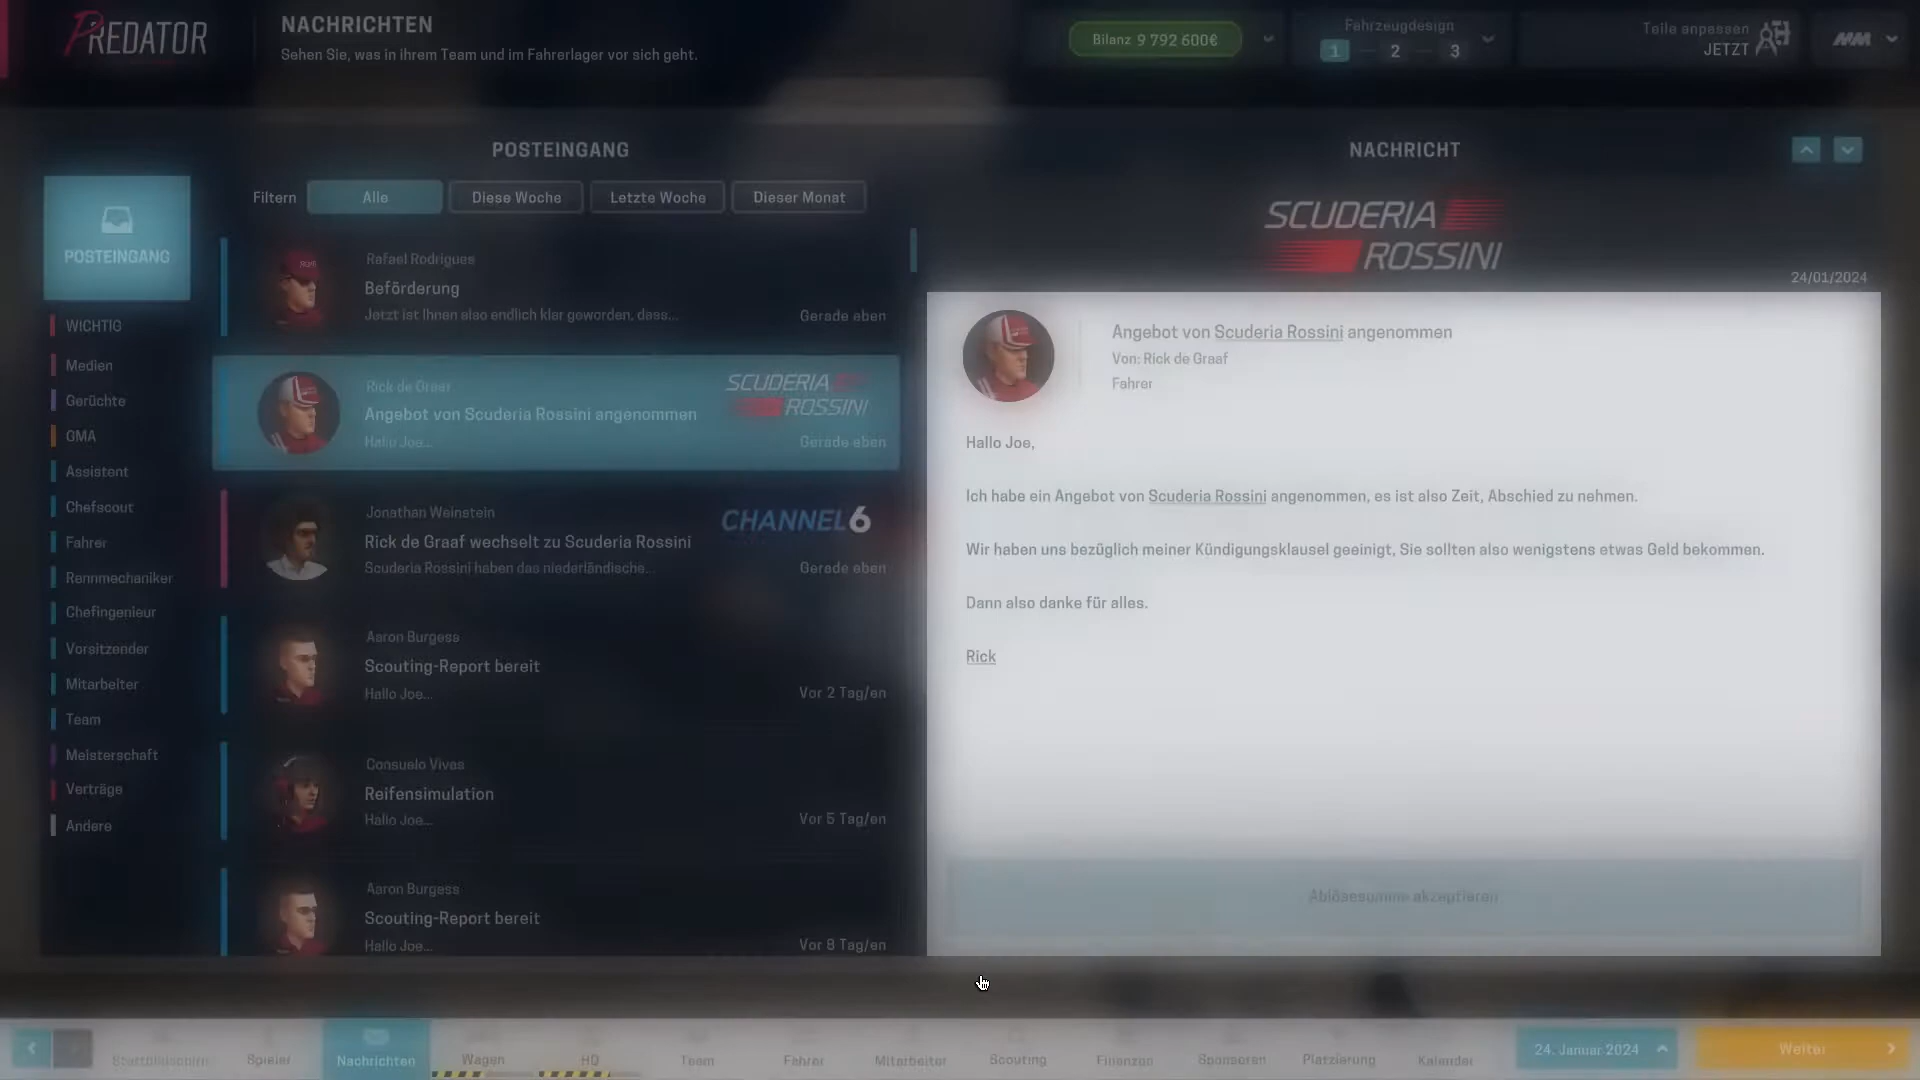 PREDATOR
NACHRICHTEN
Sehen Sie, was in ihrem Team und im Fahrerlager vor sich geht.
Bilanz 9 792 600€
Fahrzeugdesign
1 2 3
Teile anpassen
JETZT
POSTEINGANG
WICHTIG
Medien
Gerüchte
GMA
Assistent
Chefscout
Fahrer
Rennmechaniker
Chefingenieur
Vorsitzender
Mitarbeiter
Team
Meisterschaft
Verträge
Andere
POSTEINGANG
Filtern Alle Diese Woche Letzte Woche Dieser Monat
Rafael Rodrigues
Beförderung
Jetzt ist Ihnen also endlich klar geworden, dass...
Gerade eben
Rick de Graaf
Angebot von Scuderia Rossini angenommen
Hallo Joe...
SCUDERIA
ROSSINI
Gerade eben
Jonathan Weinstein
Rick de Graaf wechselt zu Scuderia Rossini
Scuderia Rossini haben das niederländische...
CHANNEL6
Gerade eben
Aaron Burgess
Scouting-Report bereit
Hallo Joe...
Vor 2 Tag/en
Consuelo Vivas
Reifensimulation
Hallo Joe...
Vor 5 Tag/en
Aaron Burgess
Scouting-Report bereit
Hallo Joe...
Vor 8 Tag/en
NACHRICHT
SCUDERIA
ROSSINI
24/01/2024
Angebot von Scuderia Rossini angenommen
Von: Rick de Graaf
Fahrer
Hallo Joe,
Ich habe ein Angebot von Scuderia Rossini angenommen, es ist also Zeit, Abschied zu nehmen.
Wir haben uns bezüglich meiner Kündigungsklausel geeinigt, Sie sollten also wenigstens etwas Geld bekommen.
Dann also danke für alles.
Rick
Ablösesumme akzeptieren
Startbildschirm Spieler Nachrichten Wagen HQ Team Fahrer Mitarbeiter Scouting Finanzen Sponsoren Platzierung Kalender 24. Januar 2024 Weiter